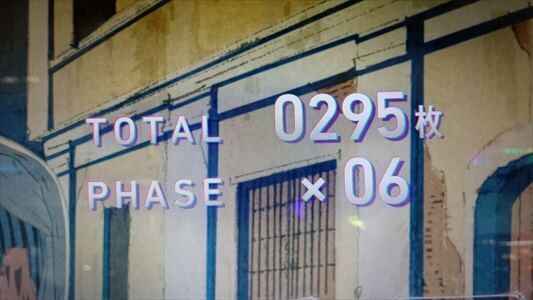 TOTAL 0295枚
PHASE × 06